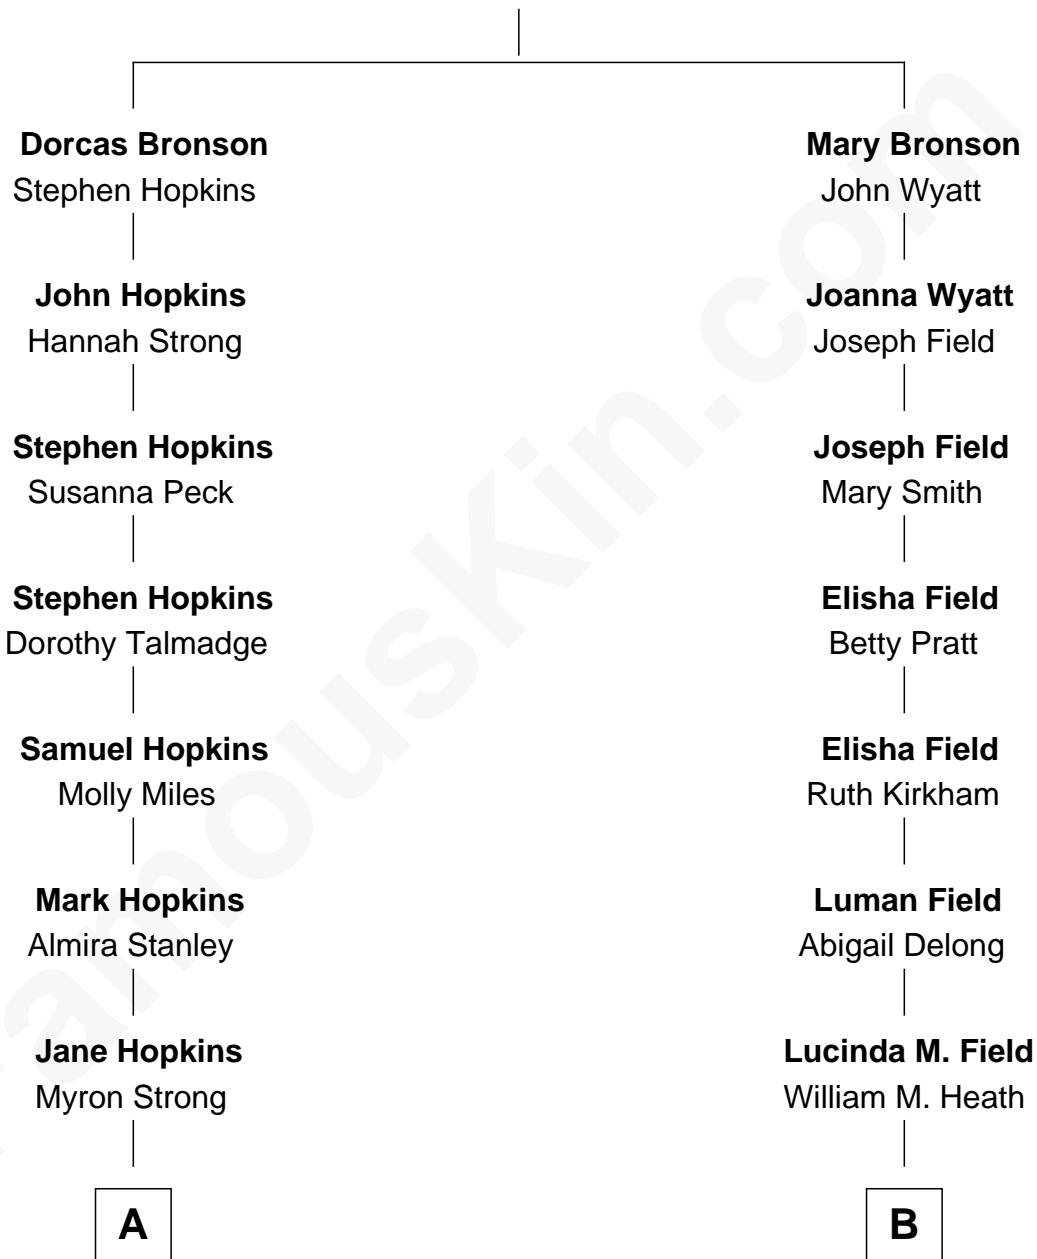 Dorcas Bronson
Stephen Hopkins
John Hopkins
Hannah Strong
Stephen Hopkins
Susanna Peck
Stephen Hopkins
Dorothy Talmadge
Samuel Hopkins
Molly Miles
Mark Hopkins
Almira Stanley
Jane Hopkins
Myron Strong
A
Mary Bronson
John Wyatt
Joanna Wyatt
Joseph Field
Joseph Field
Mary Smith
Elisha Field
Betty Pratt
Elisha Field
Ruth Kirkham
Luman Field
Abigail Delong
Lucinda M. Field
William M. Heath
B
FamousKin.com